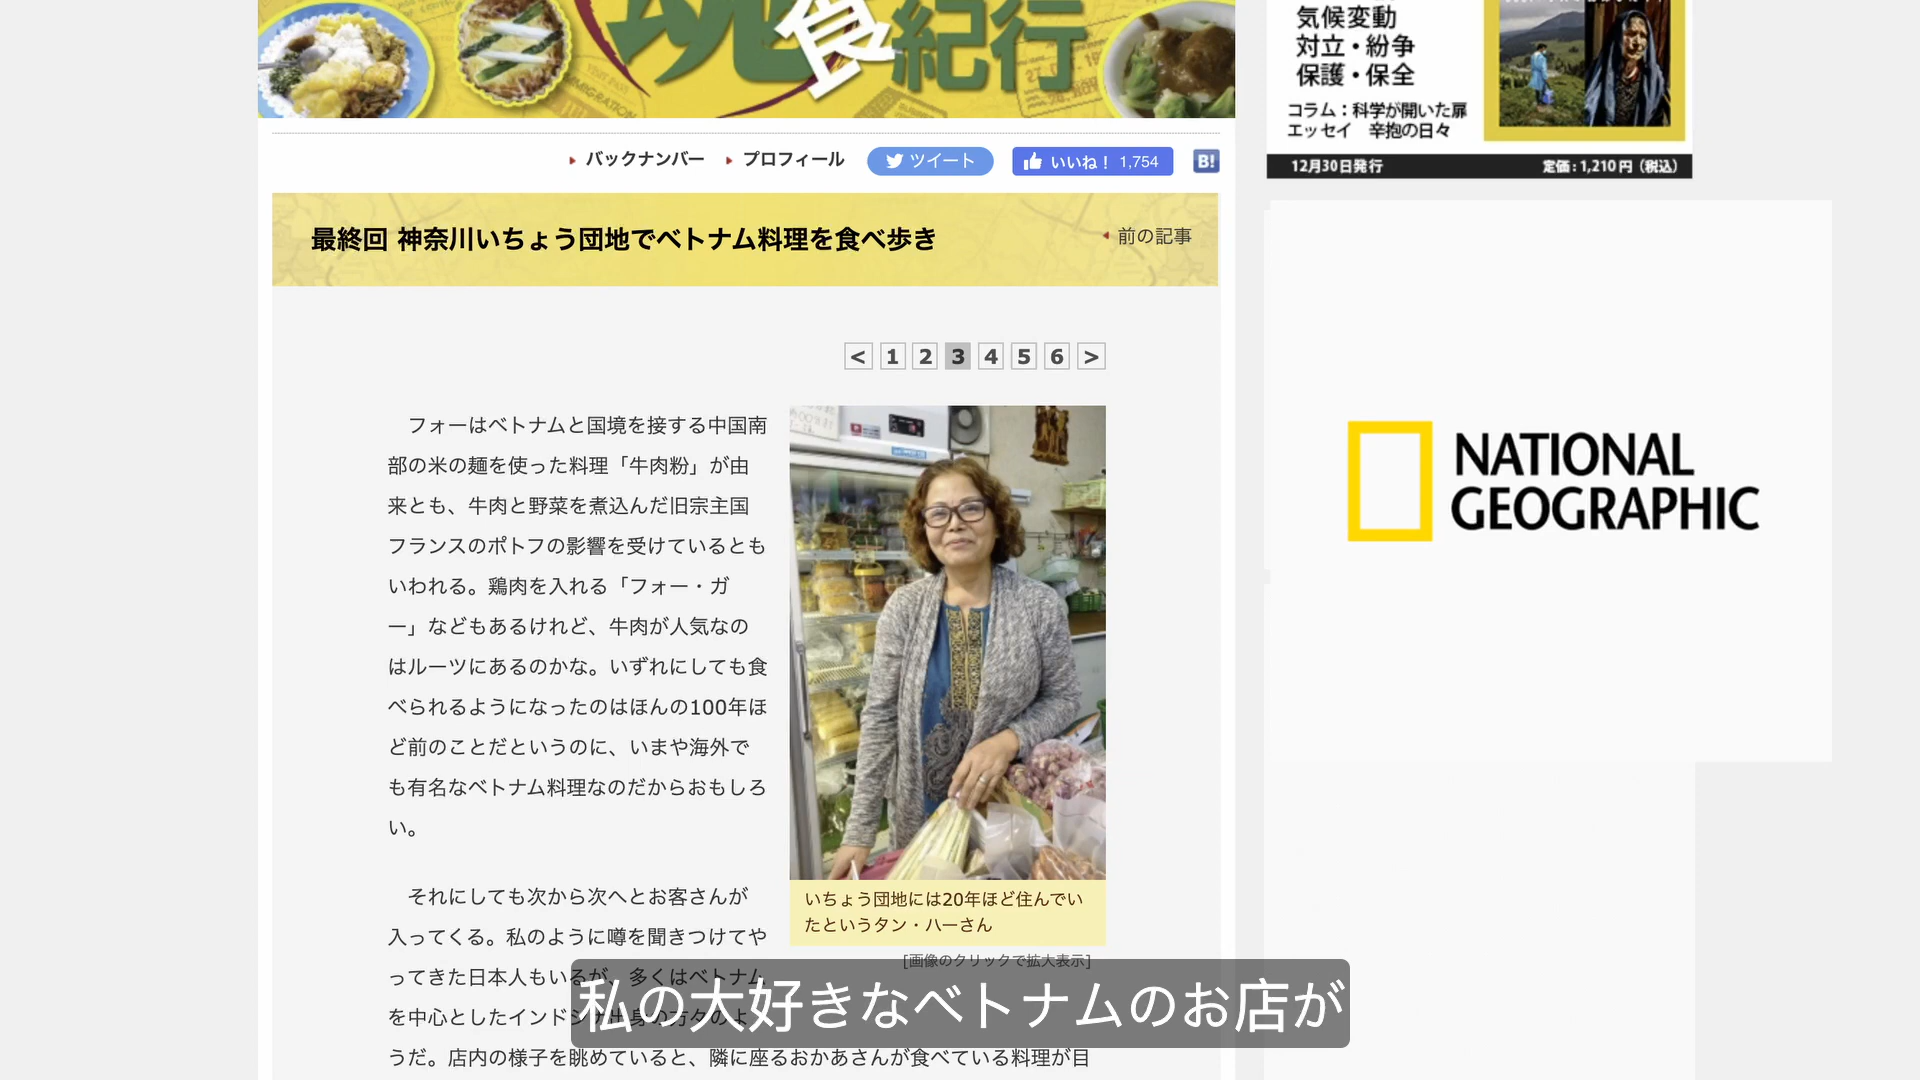 魂食紀行
気候変動
対立・紛争
保護・保全
コラム：科学が開いた扉
エッセイ　辛抱の日々
12月30日発行
定価：1,210円（税込）
バックナンバー
プロフィール
ツイート
いいね！ 1,754
B!
最終回 神奈川いちょう団地でベトナム料理を食べ歩き
前の記事
< 1 2 3 4 5 6 >
フォーはベトナムと国境を接する中国南
部の米の麺を使った料理「牛肉粉」が由
来とも、牛肉と野菜を煮込んだ旧宗主国
フランスのポトフの影響を受けているとも
いわれる。鶏肉を入れる「フォー・ガ
ー」などもあるけれど、牛肉が人気なの
はルーツにあるのかな。いずれにしても食
べられるようになったのはほんの100年ほ
ど前のことだというのに、いまや海外で
も有名なベトナム料理なのだからおもしろ
い。
それにしても次から次へとお客さんが
入ってくる。私のように噂を聞きつけてや
ってきた日本人もいるが、多くはベトナム
を中心としたインドシナ出身の方々のよ
うだ。店内の様子を眺めていると、隣に座るおかあさんが食べている料理が目
いちょう団地には20年ほど住んでい
たというタン・ハーさん
[画像のクリックで拡大表示]
NATIONAL
GEOGRAPHIC
私の大好きなベトナムのお店が